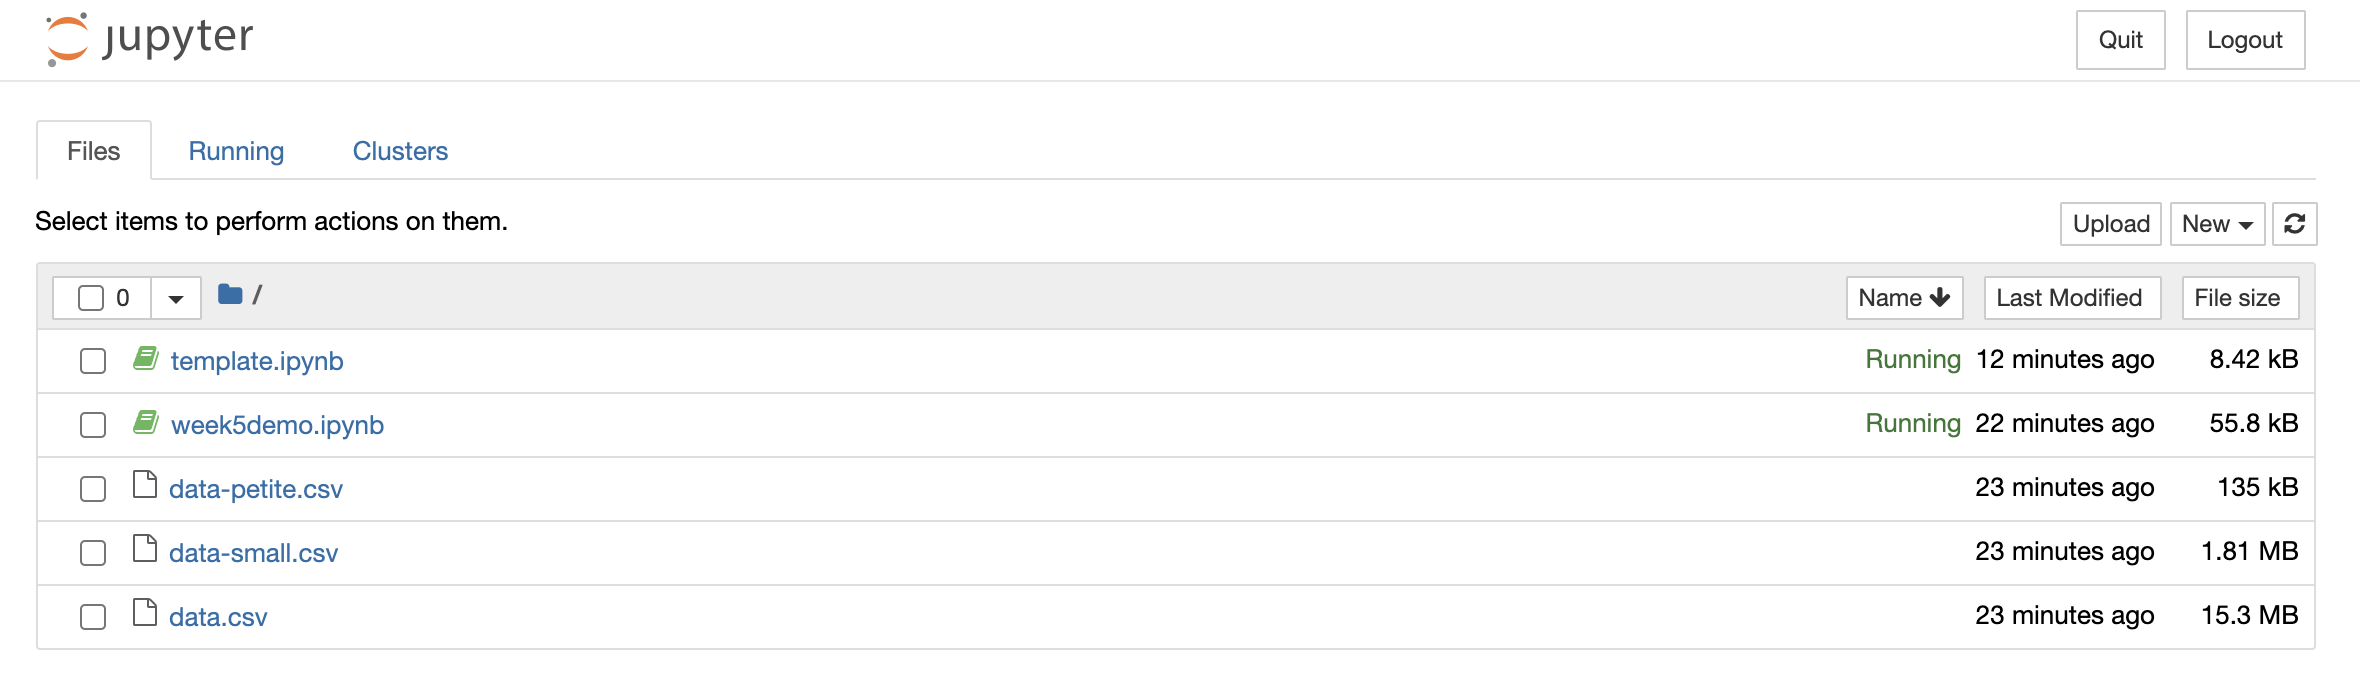 jupyter
Quit Logout
Files Running Clusters
Select items to perform actions on them.
Upload New
0 / Name Last Modified File size
template.ipynb Running 12 minutes ago 8.42 kB
week5demo.ipynb Running 22 minutes ago 55.8 kB
data-petite.csv 23 minutes ago 135 kB
data-small.csv 23 minutes ago 1.81 MB
data.csv 23 minutes ago 15.3 MB